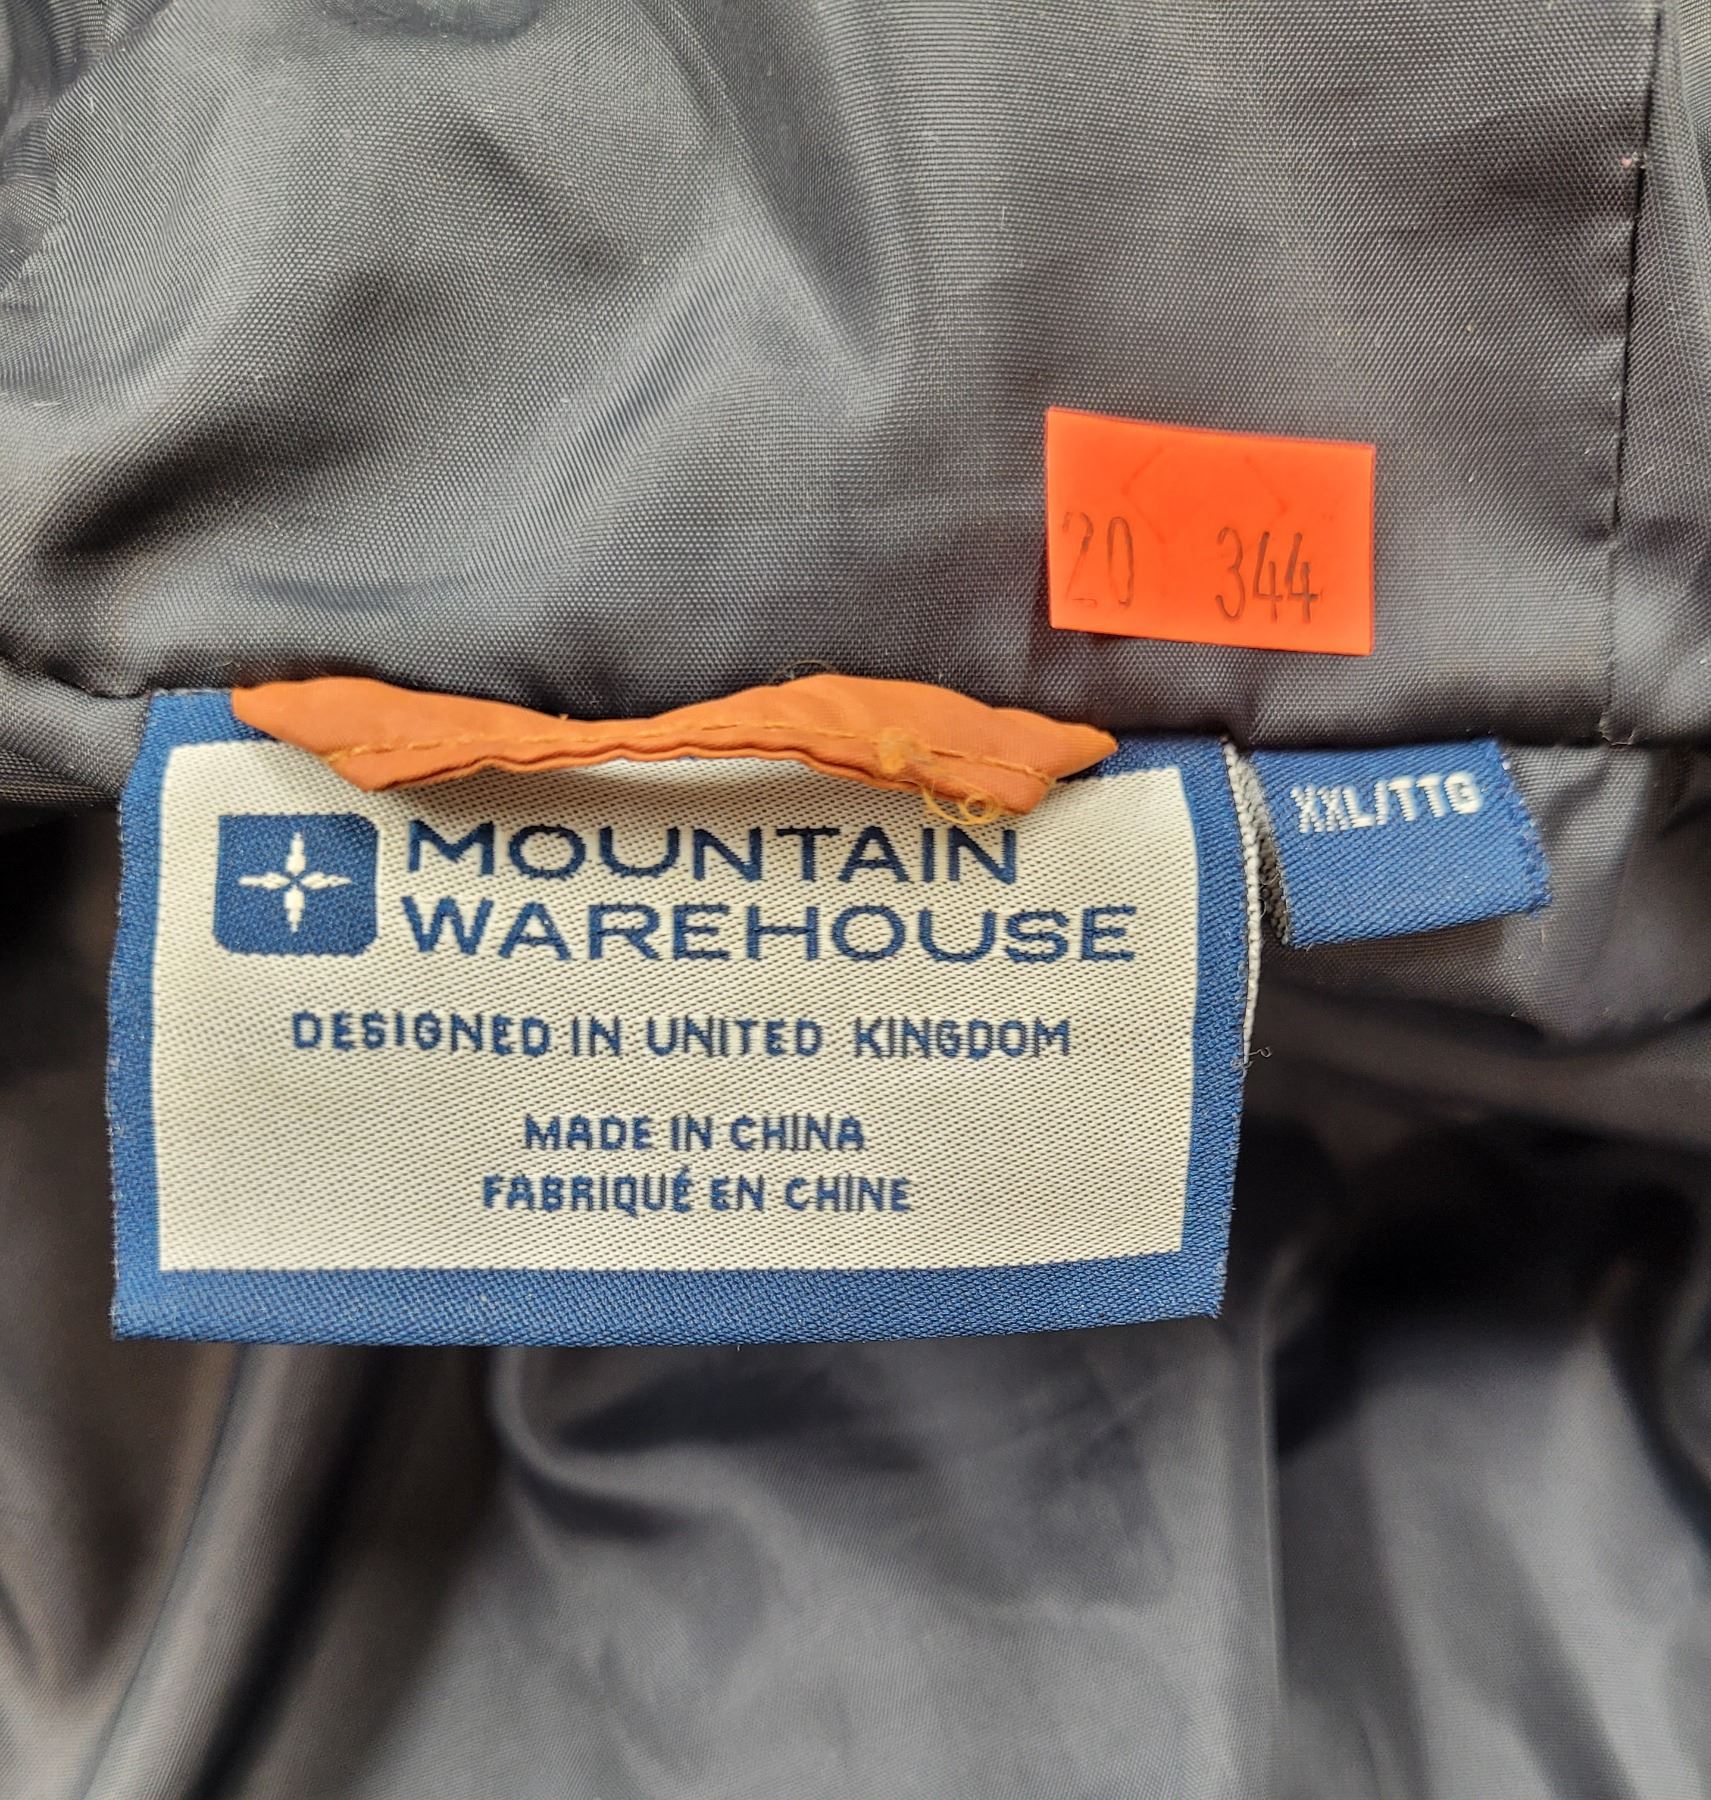 20 344
MOUNTAIN
WAREHOUSE
XXL/TTG
DESIGNED IN UNITED KINGDOM
MADE IN CHINA
FABRIQUÉ EN CHINE